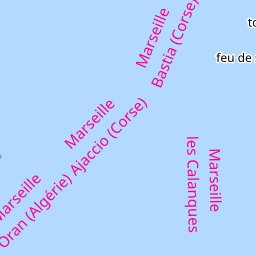 Marseille
Bastia (Corse)
feu de
Marseille
Ajaccio (Corse)
Marseille
les Calanques
Marseille
Oran (Algérie)